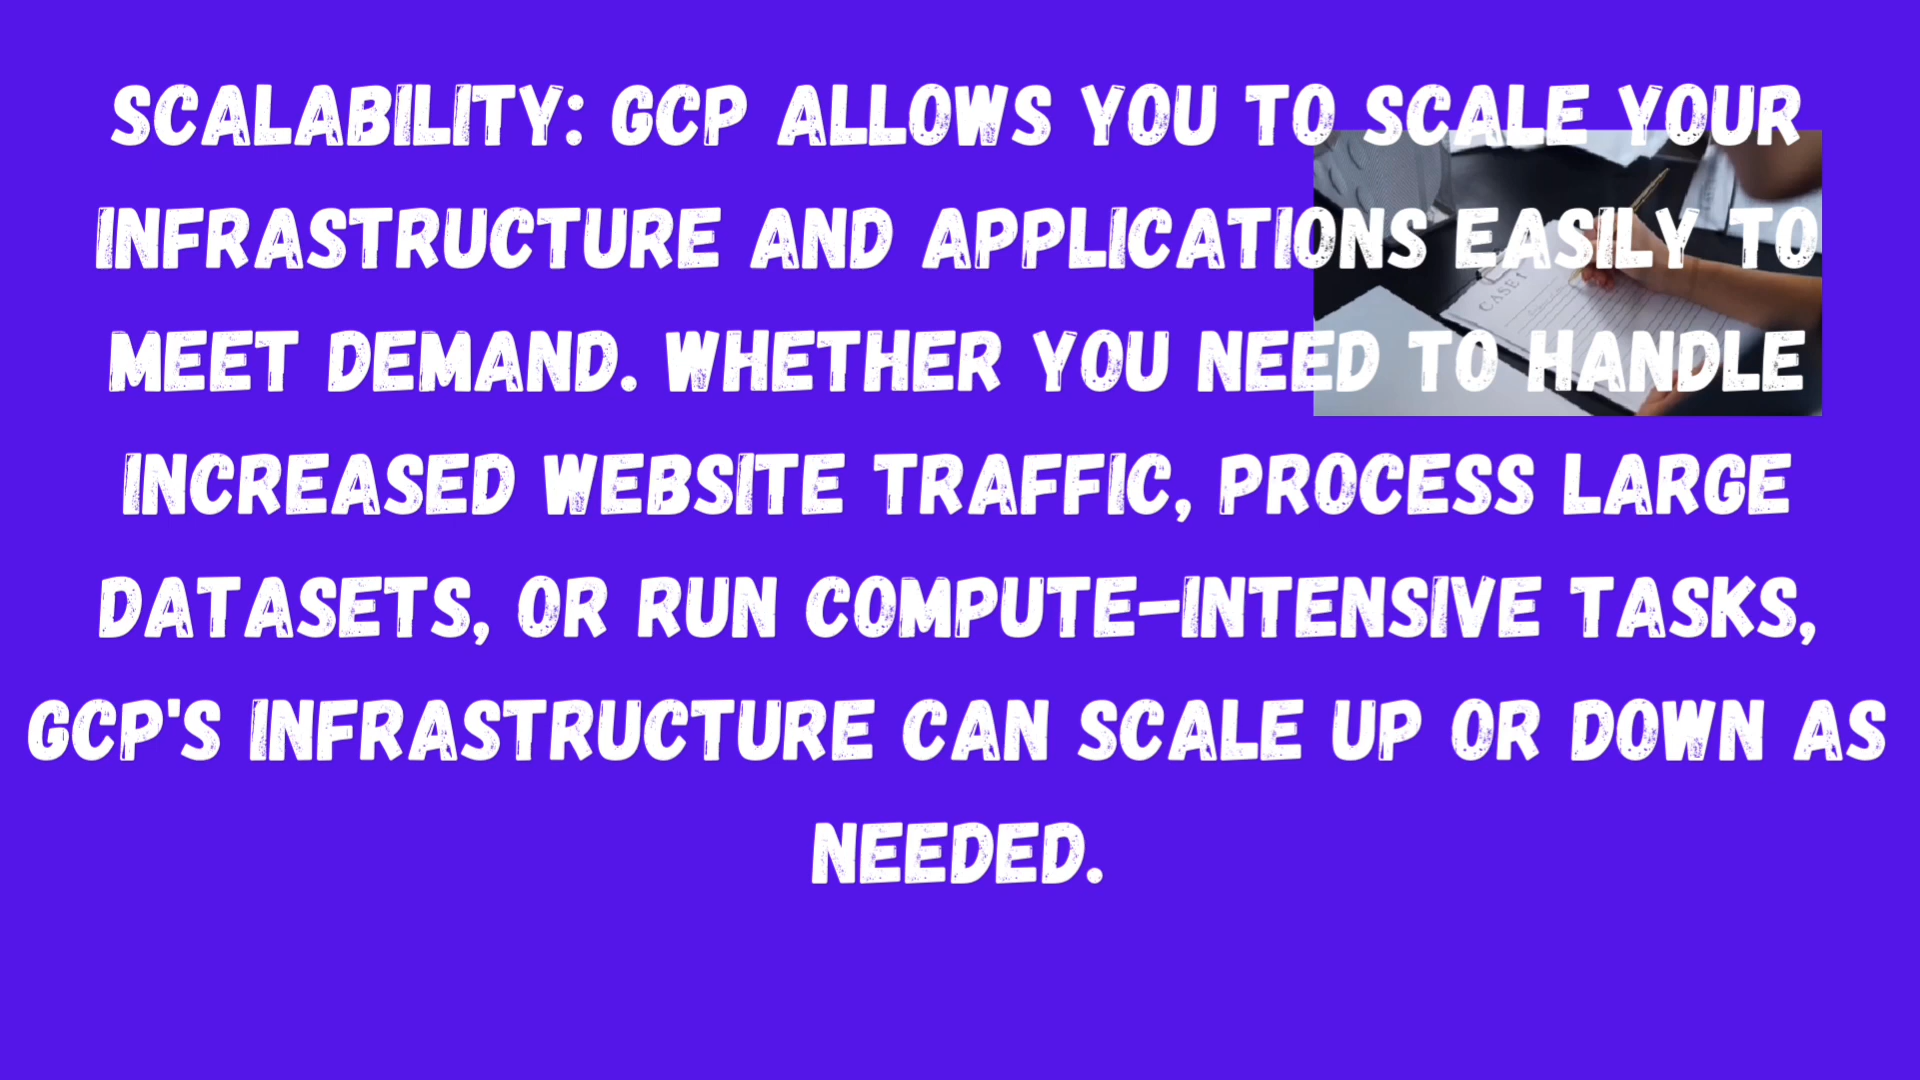 SCALABILITY: GCP ALLOWS YOU TO SCALE YOUR
INFRASTRUCTURE AND APPLICATIONS EASILY TO
MEET DEMAND. WHETHER YOU NEED TO HANDLE
INCREASED WEBSITE TRAFFIC, PROCESS LARGE
DATASETS, OR RUN COMPUTE-INTENSIVE TASKS,
GCP'S INFRASTRUCTURE CAN SCALE UP OR DOWN AS
NEEDED.
CASE 1